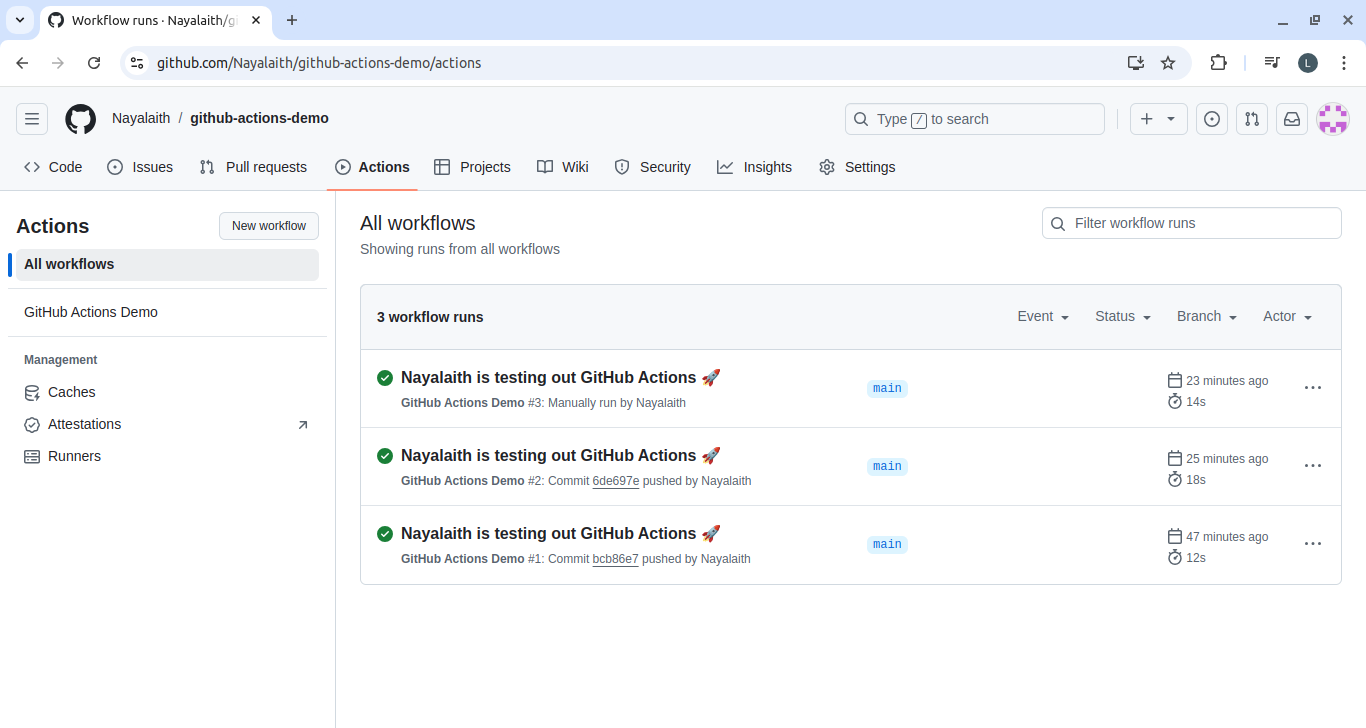 Workflow runs · Nayalaith/gi
github.com/Nayalaith/github-actions-demo/actions
L
Nayalaith / github-actions-demo
Type / to search
Code Issues Pull requests Actions Projects Wiki Security Insights Settings
Actions
New workflow
All workflows
GitHub Actions Demo
Management
Caches
Attestations
Runners
All workflows
Showing runs from all workflows
Filter workflow runs
3 workflow runs
Event Status Branch Actor
Nayalaith is testing out GitHub Actions 🚀
GitHub Actions Demo #3: Manually run by Nayalaith
main
23 minutes ago
14s
Nayalaith is testing out GitHub Actions 🚀
GitHub Actions Demo #2: Commit 6de697e pushed by Nayalaith
main
25 minutes ago
18s
Nayalaith is testing out GitHub Actions 🚀
GitHub Actions Demo #1: Commit bcb86e7 pushed by Nayalaith
main
47 minutes ago
12s